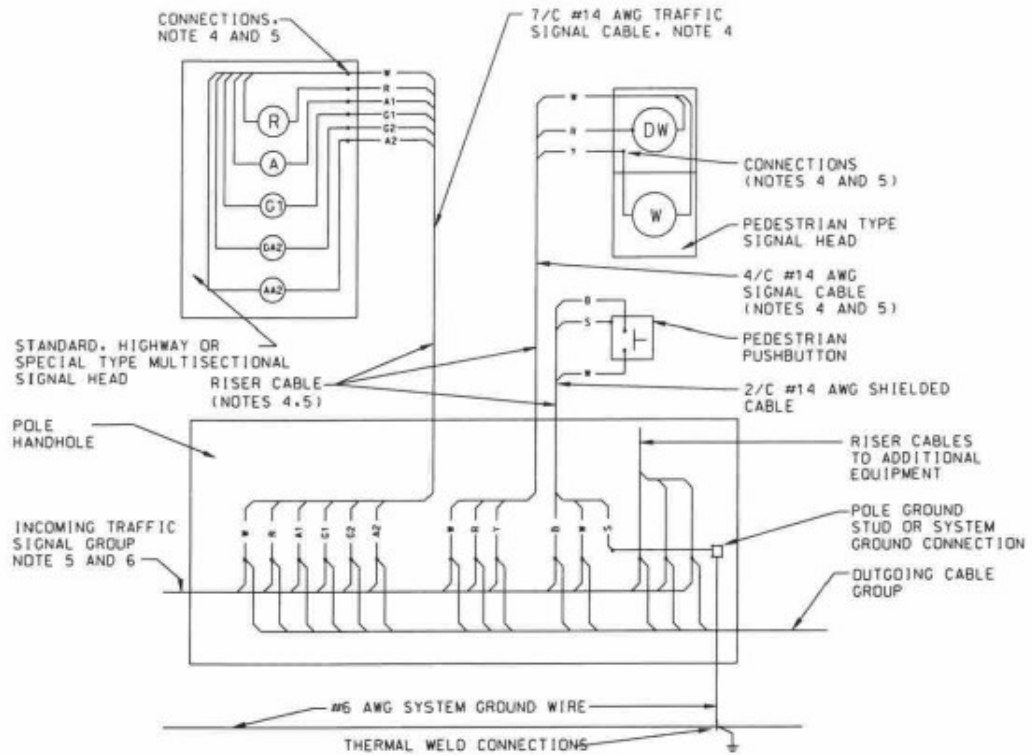 CONNECTIONS.
NOTE 4 AND 5
7/C #14 AWG TRAFFIC
SIGNAL CABLE. NOTE 4
W
R
A1
G1
G2
A2
R
A
G1
DA2
AA2
W
R
Y
DW
W
CONNECTIONS
(NOTES 4 AND 5)
PEDESTRIAN TYPE
SIGNAL HEAD
4/C #14 AWG
SIGNAL CABLE
(NOTES 4 AND 5)
B
S
W
PEDESTRIAN
PUSHBUTTON
2/C #14 AWG SHIELDED
CABLE
STANDARD. HIGHWAY OR
SPECIAL TYPE MULTISECTIONAL
SIGNAL HEAD
RISER CABLE
(NOTES 4.5)
POLE
HANDHOLE
RISER CABLES
TO ADDITIONAL
EQUIPMENT
INCOMING TRAFFIC
SIGNAL GROUP
NOTE 5 AND 6
W
R
A1
G1
G2
A2
W
R
Y
B
W
S
POLE GROUND
STUD OR SYSTEM
GROUND CONNECTION
OUTGOING CABLE
GROUP
#6 AWG SYSTEM GROUND WIRE
THERMAL WELD CONNECTIONS